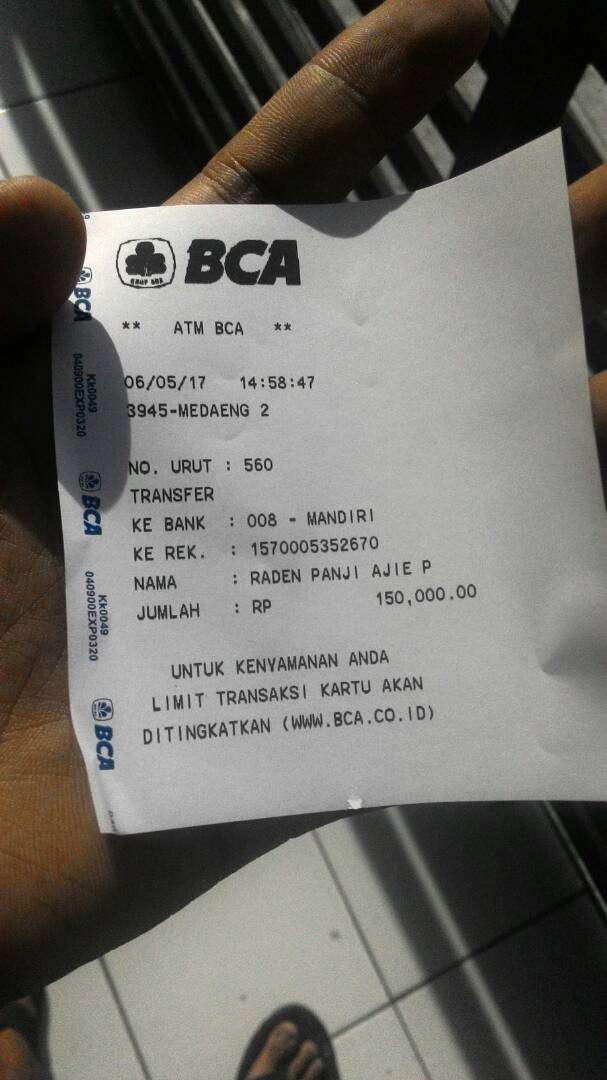 BCA
** ATM BCA **
06/05/17 14:58:47
3945-MEDAENG 2
NO. URUT : 560
TRANSFER
KE BANK : 008 - MANDIRI
KE REK. : 1570005352670
NAMA : RADEN PANJI AJIE P
JUMLAH : RP 150,000.00
UNTUK KENYAMANAN ANDA
LIMIT TRANSAKSI KARTU AKAN
DITINGKATKAN (WWW.BCA.CO.ID)
BCA
Kk0049
040900EXP0320
BCA
Kk0049
040900EXP0320
BCA